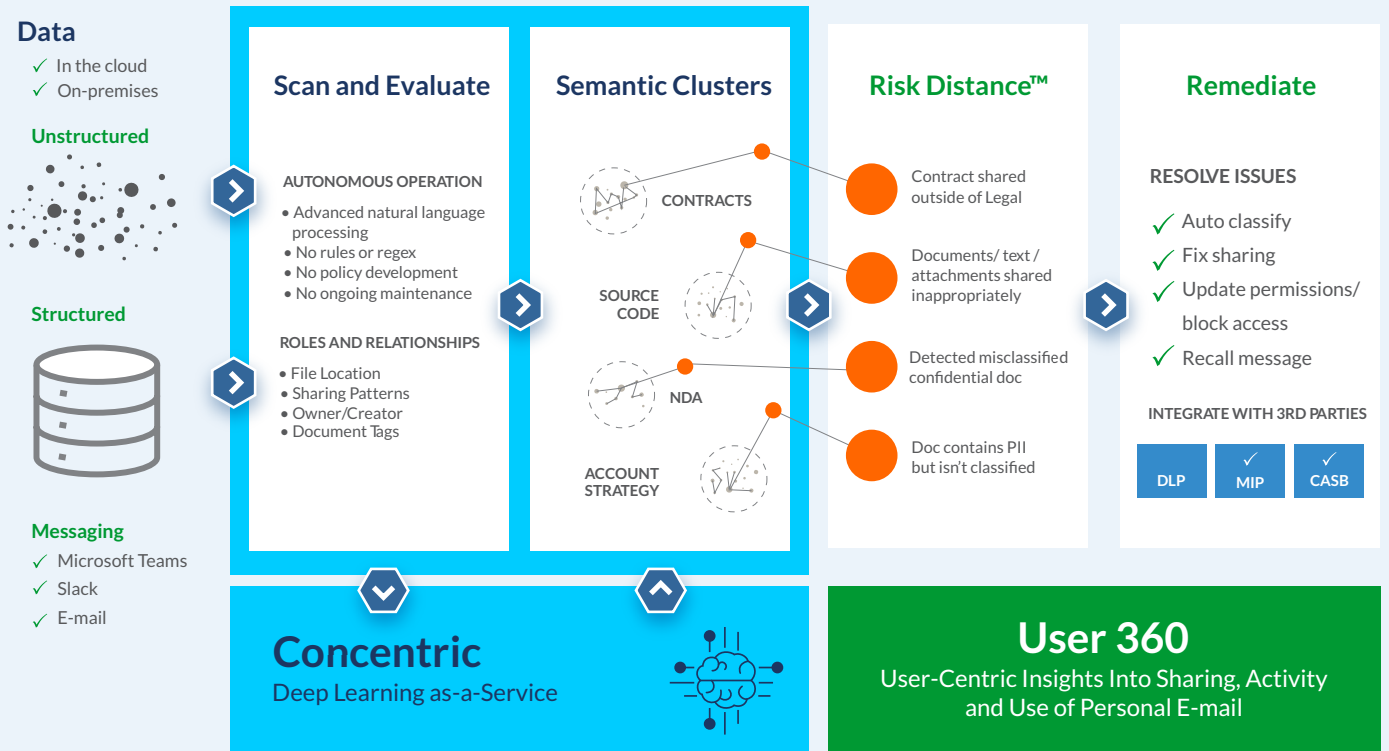 Data
In the cloud
On-premises
Unstructured
Structured
Messaging
Microsoft Teams
Slack
E-mail
Scan and Evaluate
AUTONOMOUS OPERATION
• Advanced natural language
processing
• No rules or regex
• No policy development
• No ongoing maintenance
ROLES AND RELATIONSHIPS
• File Location
• Sharing Patterns
• Owner/Creator
• Document Tags
Semantic Clusters
CONTRACTS
SOURCE
CODE
NDA
ACCOUNT
STRATEGY
Risk Distance™
Contract shared
outside of Legal
Documents/ text /
attachments shared
inappropriately
Detected misclassified
confidential doc
Doc contains PII
but isn't classified
Remediate
RESOLVE ISSUES
Auto classify
Fix sharing
Update permissions/
block access
Recall message
INTEGRATE WITH 3RD PARTIES
DLP
MIP
CASB
Concentric
Deep Learning as-a-Service
User 360
User-Centric Insights Into Sharing, Activity
and Use of Personal E-mail